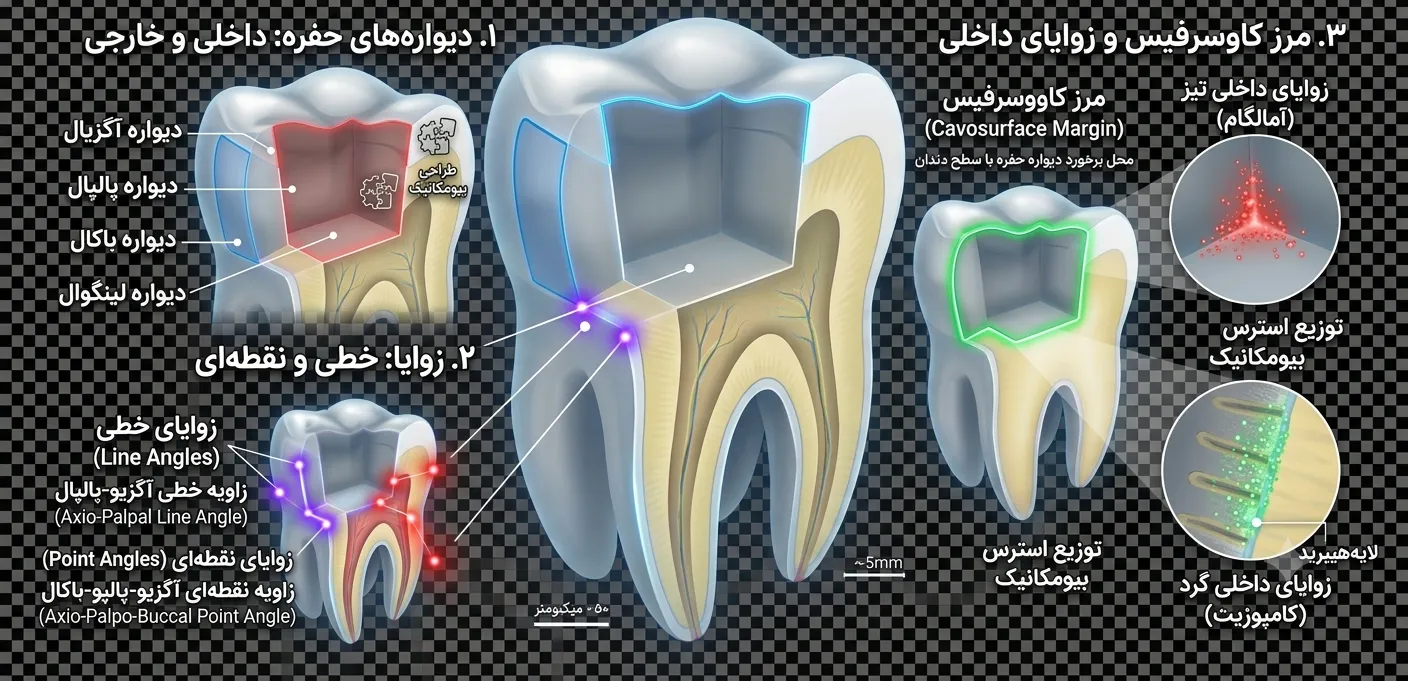 ۱. دیواره‌های حفره: داخلی و خارجی
دیواره آگزیال
دیواره پالپال
دیواره باکال
دیواره لینگوال
طراحی
بیومکانیک
۲. زوایا: خطی و نقطه‌ای
زوایای خطی
(Line Angles)
زاویه خطی آگزیو-پالپال
(Axio-Palpal Line Angle)
زوایای نقطه‌ای (Point Angles)
زاویه نقطه‌ای آگزیو-پالپو-باکال
(Axio-Palpo-Buccal Point Angle)
میکرومتر
~5mm
۳. مرز کاوسرفیس و زوایای داخلی
مرز کاووسرفیس
(Cavosurface Margin)
محل برخورد دیواره حفره با سطح دندان
زوایای داخلی تیز
(آمالگام)
توزیع استرس
بیومکانیک
توزیع استرس
بیومکانیک
لایه‌هیبرید
زوایای داخلی گرد
(کامپوزیت)